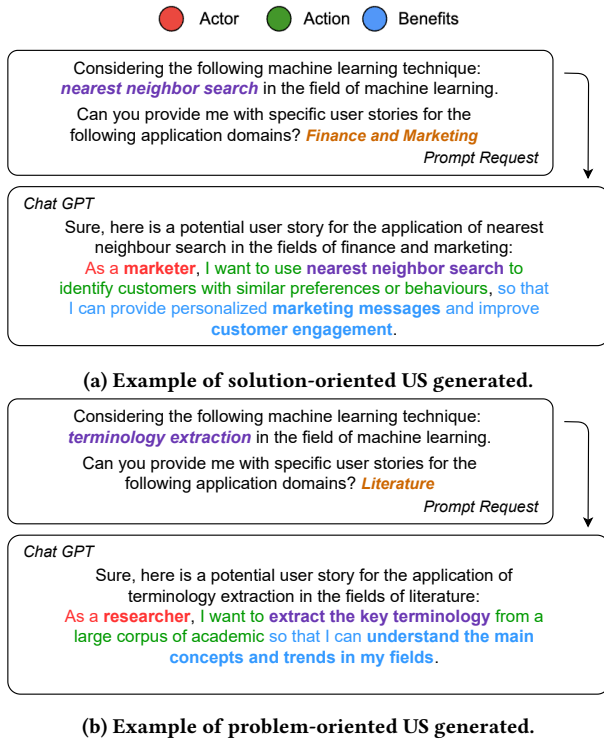 Actor Action Benefits
Considering the following machine learning technique:
nearest neighbor search in the field of machine learning.
Can you provide me with specific user stories for the
following application domains? Finance and Marketing
Prompt Request
Chat GPT
Sure, here is a potential user story for the application of nearest
neighbour search in the fields of finance and marketing:
As a marketer, I want to use nearest neighbor search to
identify customers with similar preferences or behaviours, so that
I can provide personalized marketing messages and improve
customer engagement.
(a) Example of solution-oriented US generated.
Considering the following machine learning technique:
terminology extraction in the field of machine learning.
Can you provide me with specific user stories for the
following application domains? Literature
Prompt Request
Chat GPT
Sure, here is a potential user story for the application of
terminology extraction in the fields of literature:
As a researcher, I want to extract the key terminology from a
large corpus of academic so that I can understand the main
concepts and trends in my fields.
(b) Example of problem-oriented US generated.